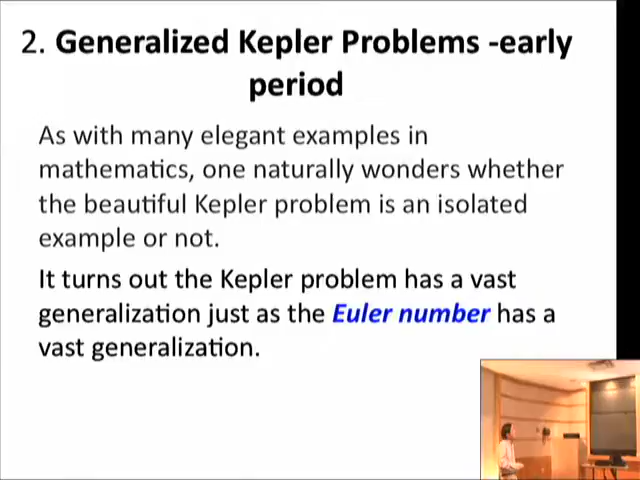 2. Generalized Kepler Problems -early
period
As with many elegant examples in
mathematics, one naturally wonders whether
the beautiful Kepler problem is an isolated
example or not.
It turns out the Kepler problem has a vast
generalization just as the Euler number has a
vast generalization.